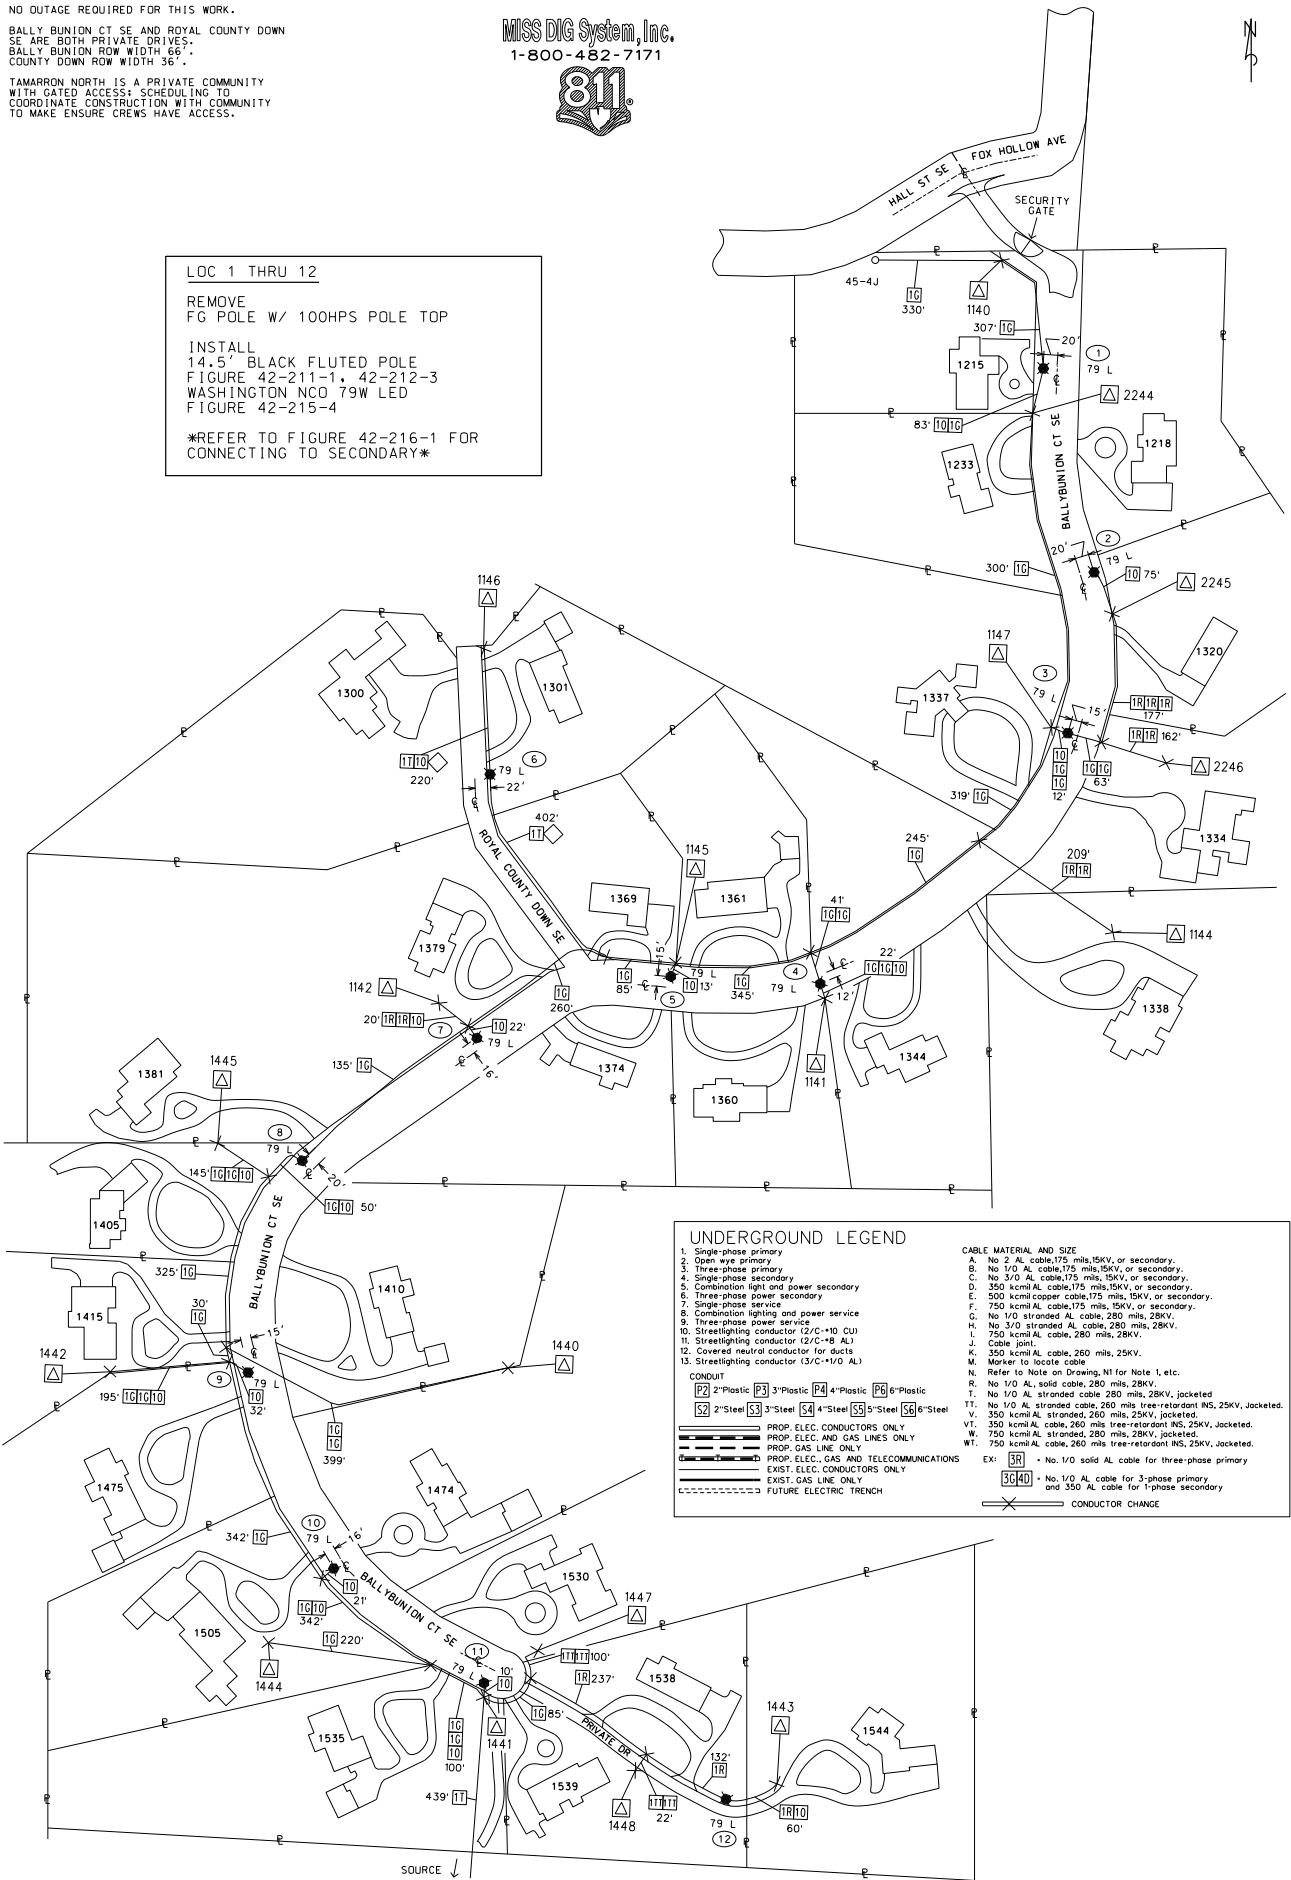 NO OUTAGE REQUIRED FOR THIS WORK.
BALLY BUNION CT SE AND ROYAL COUNTY DOWN
SE ARE BOTH PRIVATE DRIVES.
BALLY BUNION ROW WIDTH 66'.
COUNTY DOWN ROW WIDTH 36'.
TAMARRON NORTH IS A PRIVATE COMMUNITY
WITH GATED ACCESS; SCHEDULING TO
COORDINATE CONSTRUCTION WITH COMMUNITY
TO MAKE ENSURE CREWS HAVE ACCESS.
MISS DIG System, Inc.
1-800-482-7171
811
N
LOC 1 THRU 12
REMOVE
FG POLE W/ 100HPS POLE TOP
INSTALL
14.5' BLACK FLUTED POLE
FIGURE 42-211-1, 42-212-3
WASHINGTON NCO 79W LED
FIGURE 42-215-4
*REFER TO FIGURE 42-216-1 FOR
CONNECTING TO SECONDARY*
HALL ST SE
FOX HOLLOW AVE
SECURITY
GATE
45-4J
1G
330'
1140
307' 1G
20'
1
79 L
1215
2244
83' 10 1G
BALLYBUNION CT SE
1218
1233
20'
2
79 L
300' 1G
10 75'
2245
1146
1147
1320
3
79 L
1300
1301
1337
1R 1R 1R
177'
15'
1R 1R 162'
2246
1T 10
220'
79 L
6
22'
10
1G
1G
12'
1G 1G
63'
319' 1G
402'
1T
ROYAL COUNTY DOWN SE
1145
245'
1G
1334
209'
1R 1R
1369
1361
41'
1G 1G
1379
15'
1144
22'
1G 1G 10
1G
85'
79 L
10 13'
5
1G
345'
4
79 L
12'
1142
1G
260'
1338
20' 1R 1R 10
7
10 22'
79 L
16'
1445
1381
135' 1G
1374
1344
1360
1141
8
79 L
145' 1G 1G 10
20'
1G 10 50'
1405
BALLYBUNION CT SE
325' 1G
1410
1415
30'
1G
15'
1442
1440
9
79 L
10
32'
195' 1G 1G 10
1G
1G
399'
1475
1474
10
79 L
16'
342' 1G
10
21'
BALLYBUNION CT SE
1530
1G 10
342'
1447
1505
1G 220'
11
79 L
10'
10
1TT 1TT 100'
1R 237'
1538
1444
1443
1535
1G
1G
10
100'
1441
1G 85'
PRIVATE DR
1544
132'
1R
1539
439' 1T
1448
1TT 1TT
22'
79 L
12
1R 10
60'
SOURCE
UNDERGROUND LEGEND
1. Single-phase primary
2. Open wye primary
3. Three-phase primary
4. Single-phase secondary
5. Combination light and power secondary
6. Three-phase power secondary
7. Single-phase service
8. Combination lighting and power service
9. Three-phase power service
10. Streetlighting conductor (2/C-#10 CU)
11. Streetlighting conductor (2/C-#8 AL)
12. Covered neutral conductor for ducts
13. Streetlighting conductor (3/C-#1/0 AL)
CONDUIT
P2 2"Plastic P3 3"Plastic P4 4"Plastic P6 6"Plastic
S2 2"Steel S3 3"Steel S4 4"Steel S5 5"Steel S6 6"Steel
PROP. ELEC. CONDUCTORS ONLY
PROP. ELEC. AND GAS LINES ONLY
PROP. GAS LINE ONLY
PROP. ELEC., GAS AND TELECOMMUNICATIONS
EXIST. ELEC. CONDUCTORS ONLY
EXIST. GAS LINE ONLY
FUTURE ELECTRIC TRENCH
CABLE MATERIAL AND SIZE
A. No 2 AL cable,175 mils,15KV, or secondary.
B. No 1/0 AL cable,175 mils,15KV, or secondary.
C. No 3/0 AL cable,175 mils, 15KV, or secondary.
D. 350 kcmil AL cable,175 mils,15KV, or secondary.
E. 500 kcmil copper cable,175 mils, 15KV, or secondary.
F. 750 kcmil AL cable,175 mils, 15KV, or secondary.
G. No 1/0 stranded AL cable, 280 mils, 28KV.
H. No 3/0 stranded AL cable, 280 mils, 28KV.
I. 750 kcmil AL cable, 280 mils, 28KV.
J. Cable joint.
K. 350 kcmil AL cable, 260 mils, 25KV.
M. Marker to locate cable
N. Refer to Note on Drawing, N1 for Note 1, etc.
R. No 1/0 AL, solid cable, 280 mils, 28KV.
T. No 1/0 AL stranded cable 280 mils, 28KV, jacketed
TT. No 1/0 AL stranded cable, 260 mils tree-retardant INS, 25KV, Jacketed.
V. 350 kcmil AL stranded, 260 mils, 25KV, jacketed.
VT. 350 kcmil AL cable, 260 mils tree-retardant INS, 25KV, Jacketed.
W. 750 kcmil AL stranded, 280 mils, 28KV, jacketed.
WT. 750 kcmil AL cable, 260 mils tree-retardant INS, 25KV, Jacketed.
EX: 3R - No. 1/0 solid AL cable for three-phase primary
3G 4D - No. 1/0 AL cable for 3-phase primary
and 350 AL cable for 1-phase secondary
CONDUCTOR CHANGE